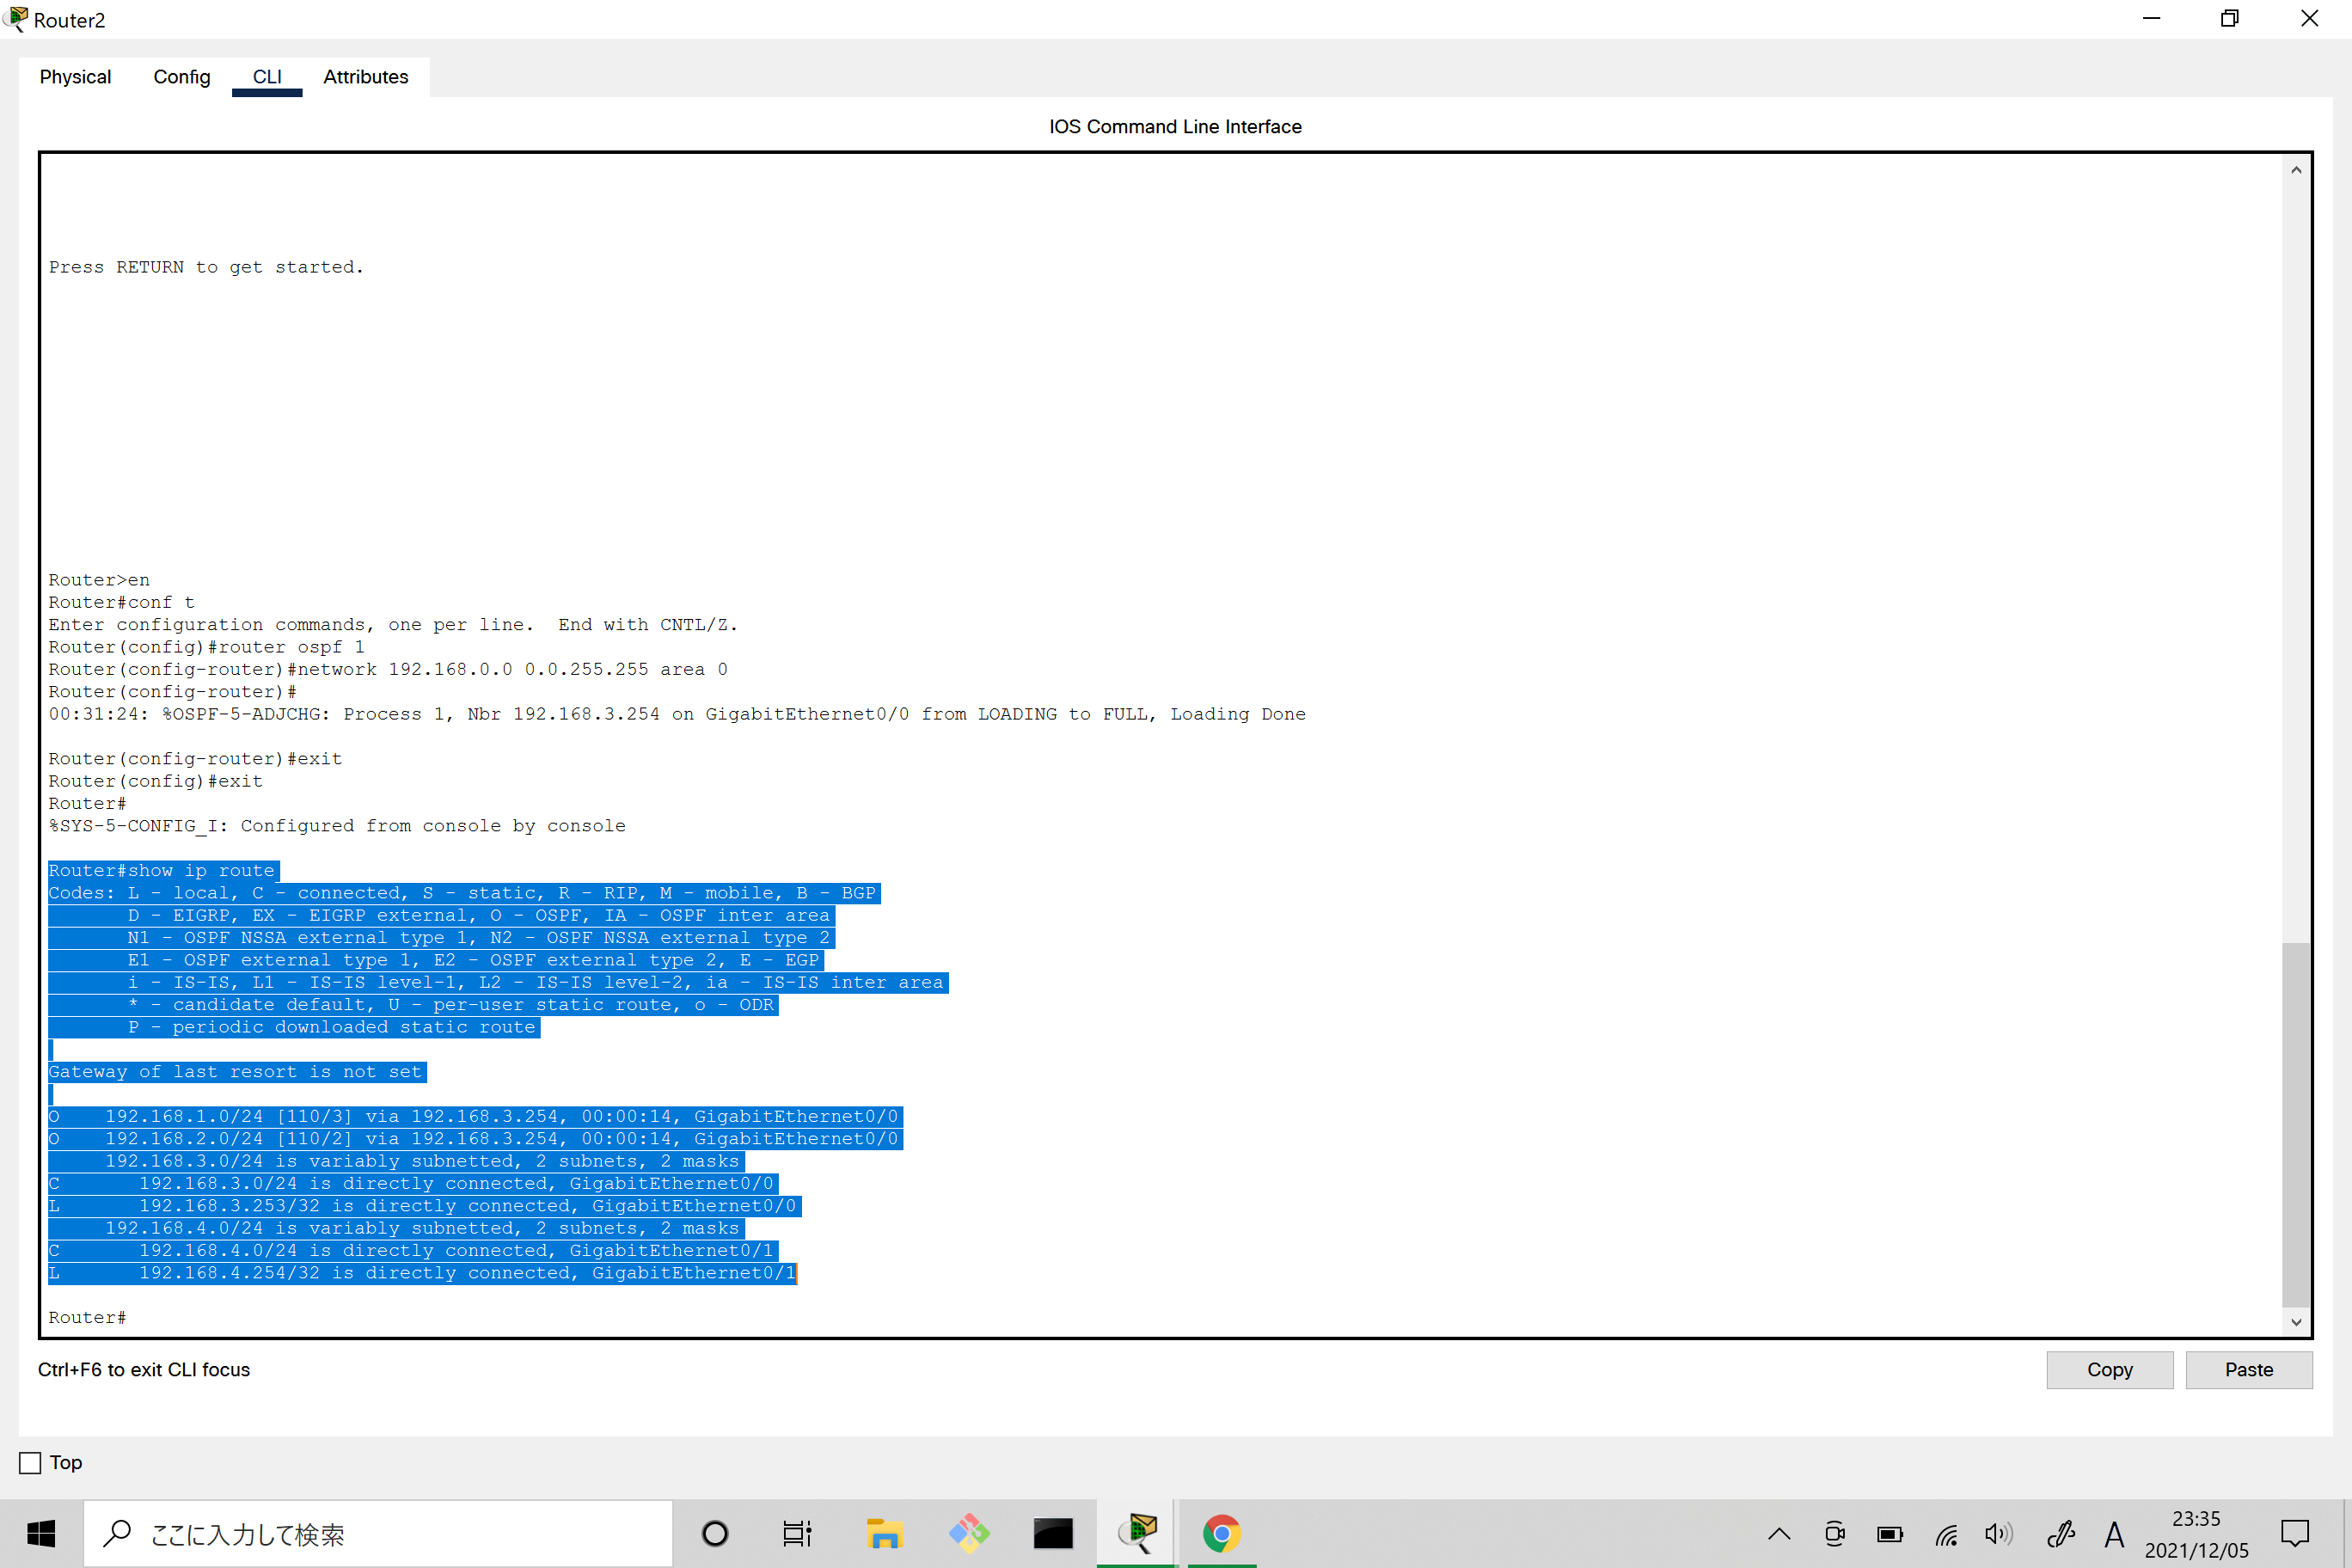 Router2
Physical Config CLI Attributes
IOS Command Line Interface
Press RETURN to get started.
Router>en
Router#conf t
Enter configuration commands, one per line.  End with CNTL/Z.
Router(config)#router ospf 1
Router(config-router)#network 192.168.0.0 0.0.255.255 area 0
Router(config-router)#
00:31:24: %OSPF-5-ADJCHG: Process 1, Nbr 192.168.3.254 on GigabitEthernet0/0 from LOADING to FULL, Loading Done
Router(config-router)#exit
Router(config)#exit
Router#
%SYS-5-CONFIG_I: Configured from console by console
Router#show ip route
Codes: L - local, C - connected, S - static, R - RIP, M - mobile, B - BGP
       D - EIGRP, EX - EIGRP external, O - OSPF, IA - OSPF inter area
       N1 - OSPF NSSA external type 1, N2 - OSPF NSSA external type 2
       E1 - OSPF external type 1, E2 - OSPF external type 2, E - EGP
       i - IS-IS, L1 - IS-IS level-1, L2 - IS-IS level-2, ia - IS-IS inter area
       * - candidate default, U - per-user static route, o - ODR
       P - periodic downloaded static route
Gateway of last resort is not set
O    192.168.1.0/24 [110/3] via 192.168.3.254, 00:00:14, GigabitEthernet0/0
O    192.168.2.0/24 [110/2] via 192.168.3.254, 00:00:14, GigabitEthernet0/0
     192.168.3.0/24 is variably subnetted, 2 subnets, 2 masks
C       192.168.3.0/24 is directly connected, GigabitEthernet0/0
L       192.168.3.253/32 is directly connected, GigabitEthernet0/0
     192.168.4.0/24 is variably subnetted, 2 subnets, 2 masks
C       192.168.4.0/24 is directly connected, GigabitEthernet0/1
L       192.168.4.254/32 is directly connected, GigabitEthernet0/1
Router#
Ctrl+F6 to exit CLI focus
Copy Paste
Top
ここに入力して検索
A
23:35
2021/12/05